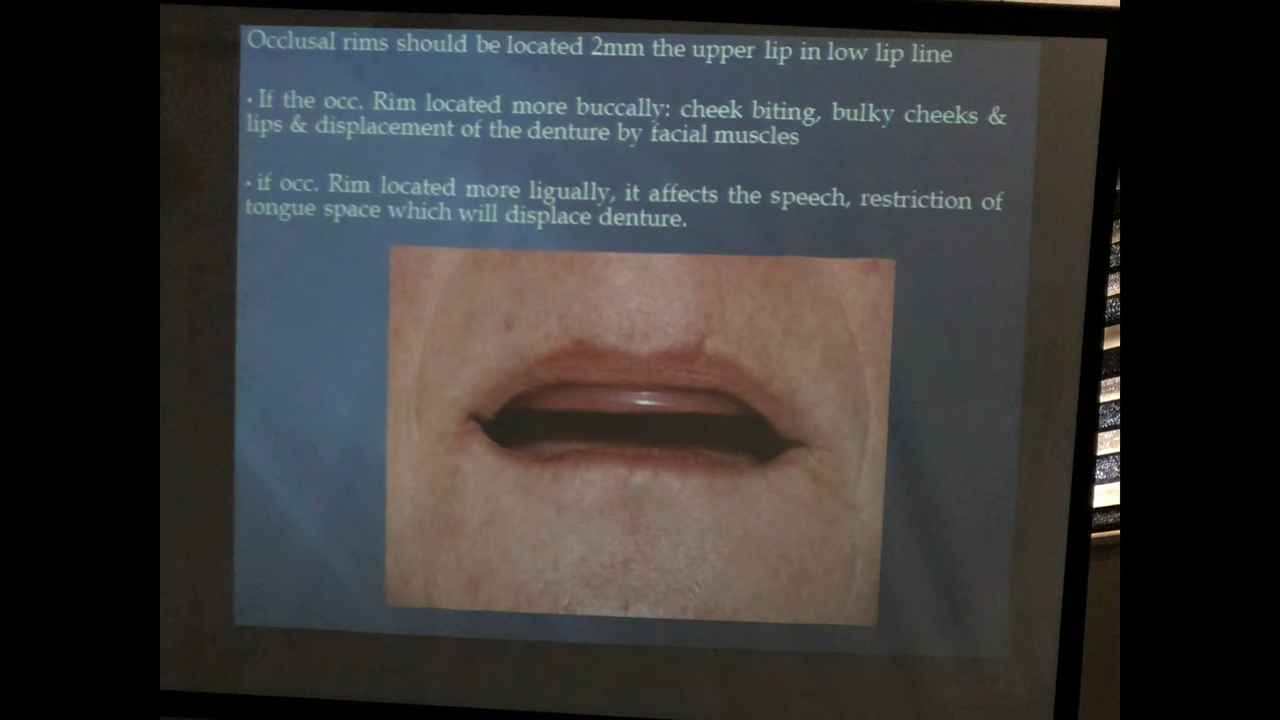 Occlusal rims should be located 2mm the upper lip in low lip line
· If the occ. Rim located more buccally: cheek biting, bulky cheeks &
lips & displacement of the denture by facial muscles
· if occ. Rim located more ligually, it affects the speech, restriction of
tongue space which will displace denture.